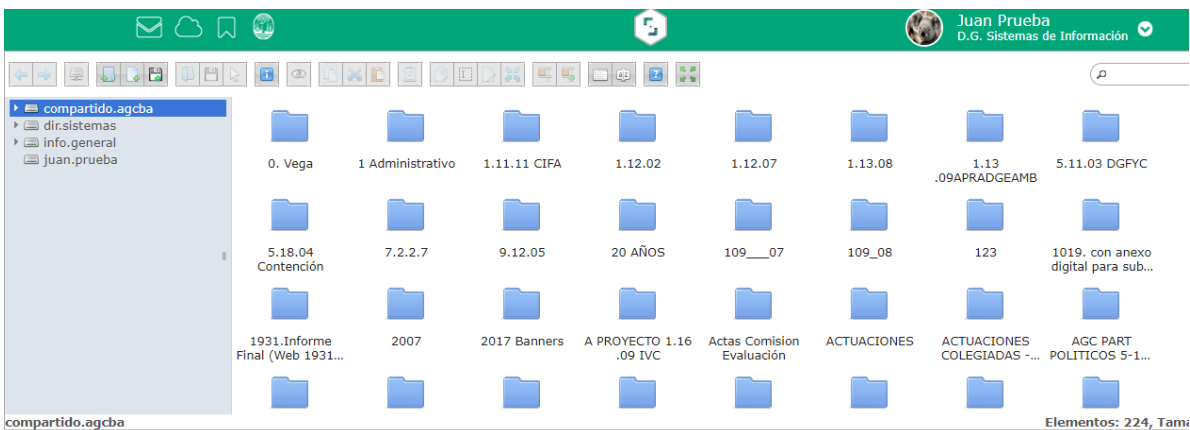 Juan Prueba
D.G. Sistemas de Información
compartido.agcba
dir.sistemas
info.general
juan.prueba
0. Vega
1 Administrativo
1.11.11 CIFA
1.12.02
1.12.07
1.13.08
1.13
.09APRADGEAMB
5.11.03 DGFYC
5.18.04
Contención
7.2.2.7
9.12.05
20 AÑOS
109___07
109_08
123
1019. con anexo
digital para sub...
1931.Informe
Final (Web 1931...
2007
2017 Banners
A PROYECTO 1.16
.09 IVC
Actas Comision
Evaluación
ACTUACIONES
ACTUACIONES
COLEGIADAS -...
AGC PART
POLITICOS 5-1...
compartido.agcba
Elementos: 224, Tama